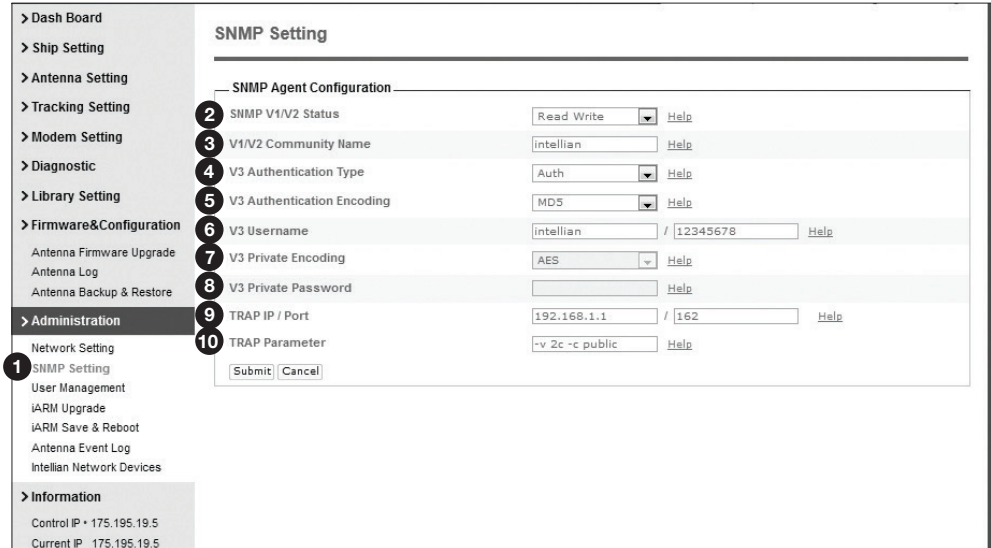 > Dash Board
> Ship Setting
> Antenna Setting
> Tracking Setting
> Modem Setting
> Diagnostic
> Library Setting
> Firmware&Configuration
Antenna Firmware Upgrade
Antenna Log
Antenna Backup & Restore
> Administration
Network Setting
1 SNMP Setting
User Management
iARM Upgrade
iARM Save & Reboot
Antenna Event Log
Intellian Network Devices
> Information
Control IP • 175.195.19.5
Current IP 175.195.19.5
SNMP Setting
SNMP Agent Configuration
2 SNMP V1/V2 Status Read Write Help
3 V1/V2 Community Name intellian Help
4 V3 Authentication Type Auth Help
5 V3 Authentication Encoding MD5 Help
6 V3 Username intellian / 12345678 Help
7 V3 Private Encoding AES Help
8 V3 Private Password Help
9 TRAP IP / Port 192.168.1.1 / 162 Help
10 TRAP Parameter -v 2c -c public Help
Submit Cancel